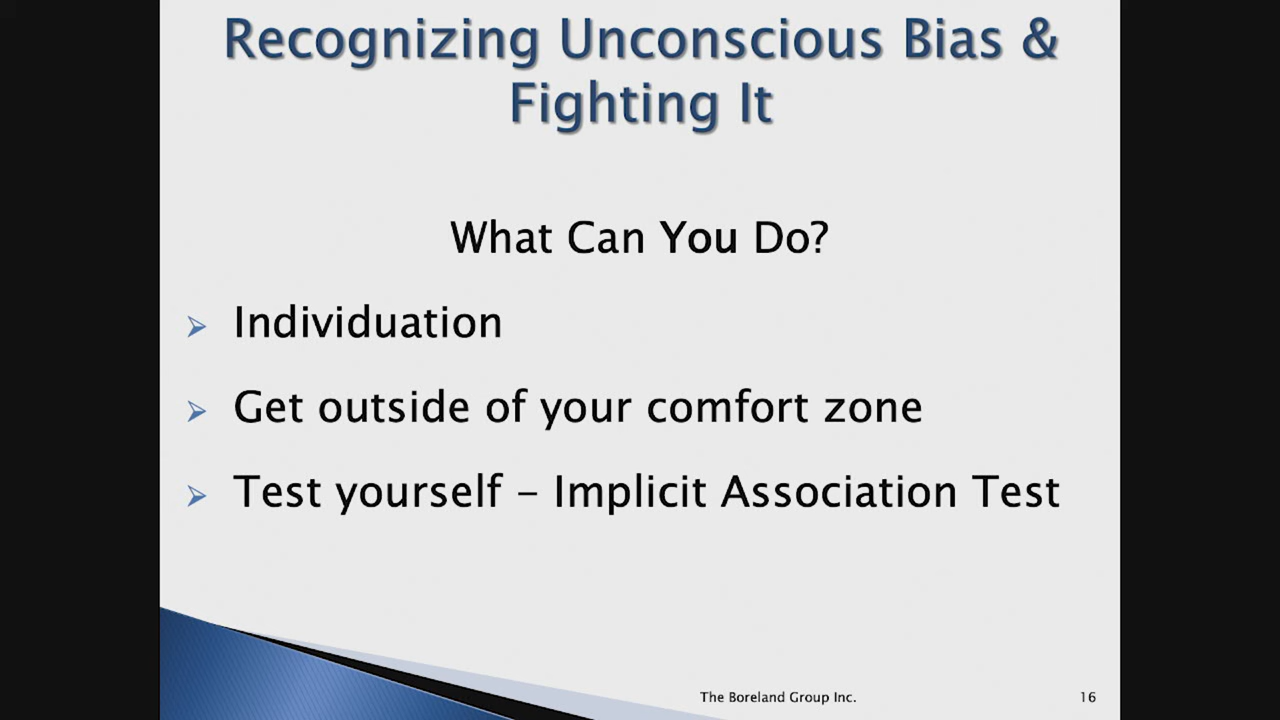 Recognizing Unconscious Bias &
Fighting It
What Can You Do?
Individuation
Get outside of your comfort zone
Test yourself – Implicit Association Test
The Boreland Group Inc.
16